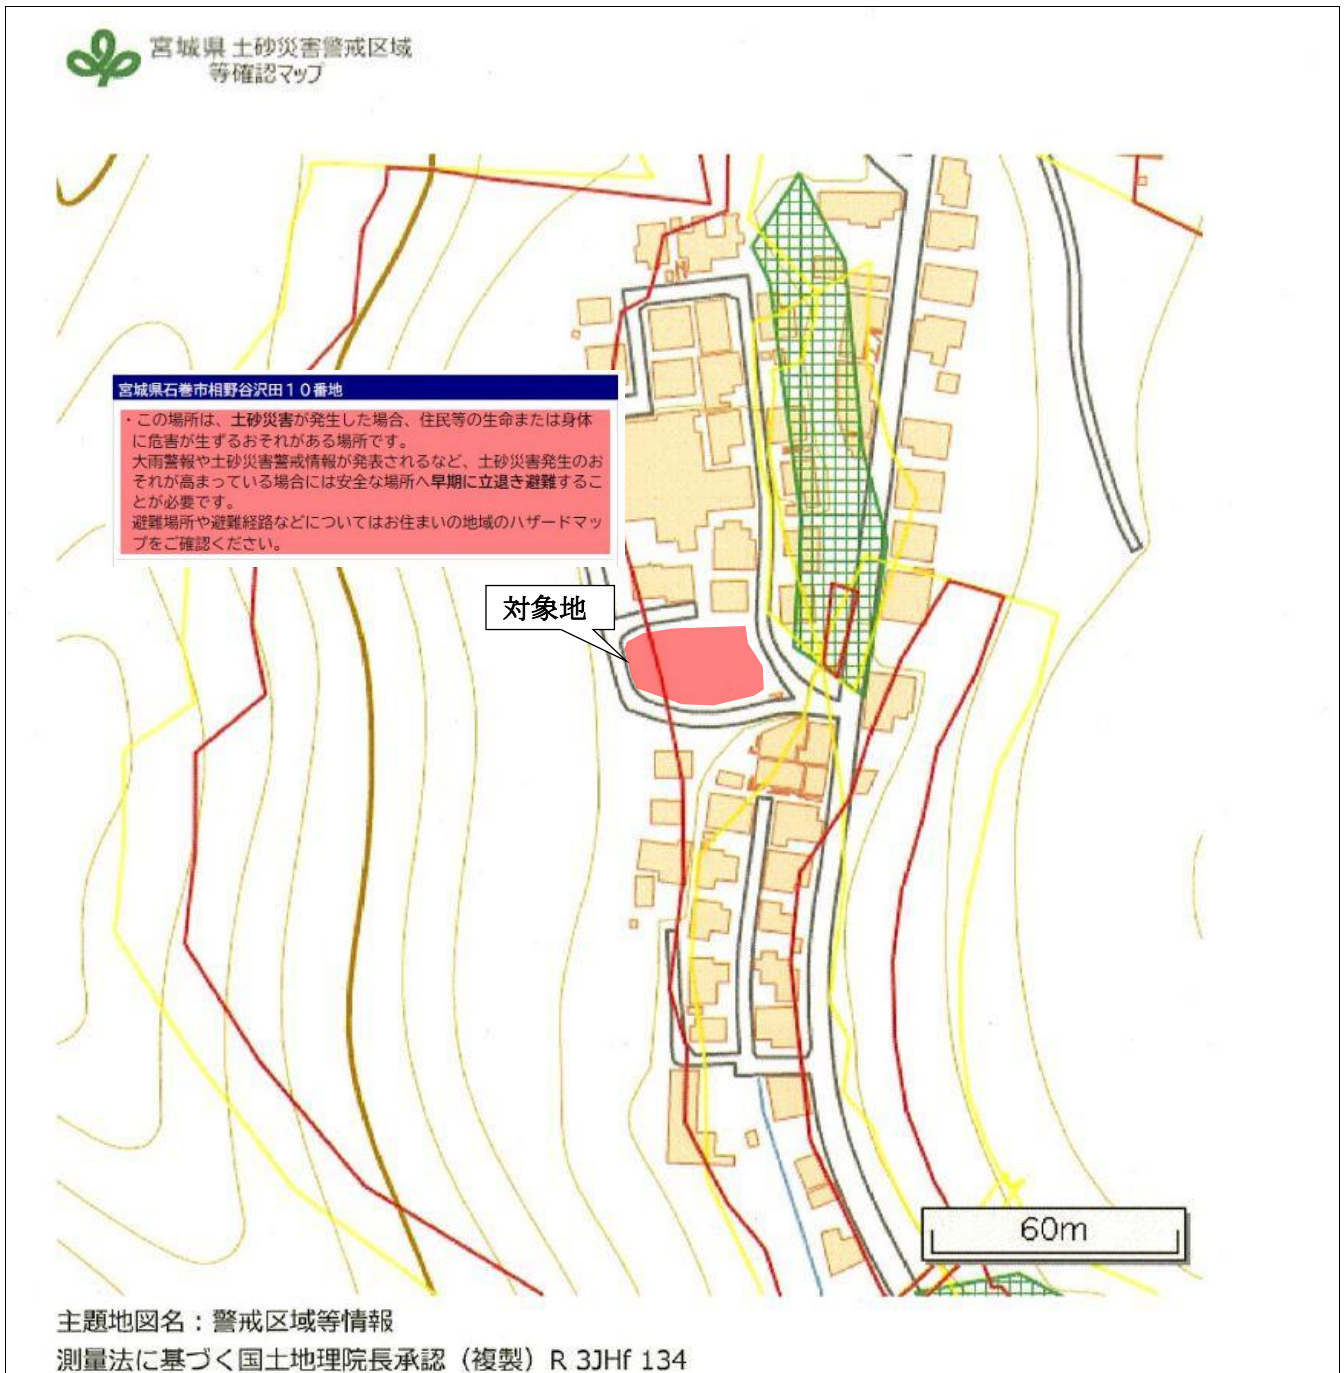 宮城県 土砂災害警戒区域
等確認マップ
宮城県石巻市相野谷沢田１０番地
・この場所は、土砂災害が発生した場合、住民等の生命または身体
に危害が生ずるおそれがある場所です。
大雨警報や土砂災害警戒情報が発表されるなど、土砂災害発生のお
それが高まっている場合には安全な場所へ早期に立退き避難するこ
とが必要です。
避難場所や避難経路などについてはお住まいの地域のハザードマッ
プをご確認ください。
対象地
60m
主題地図名：警戒区域等情報
測量法に基づく国土地理院長承認（複製）R 3JHf 134